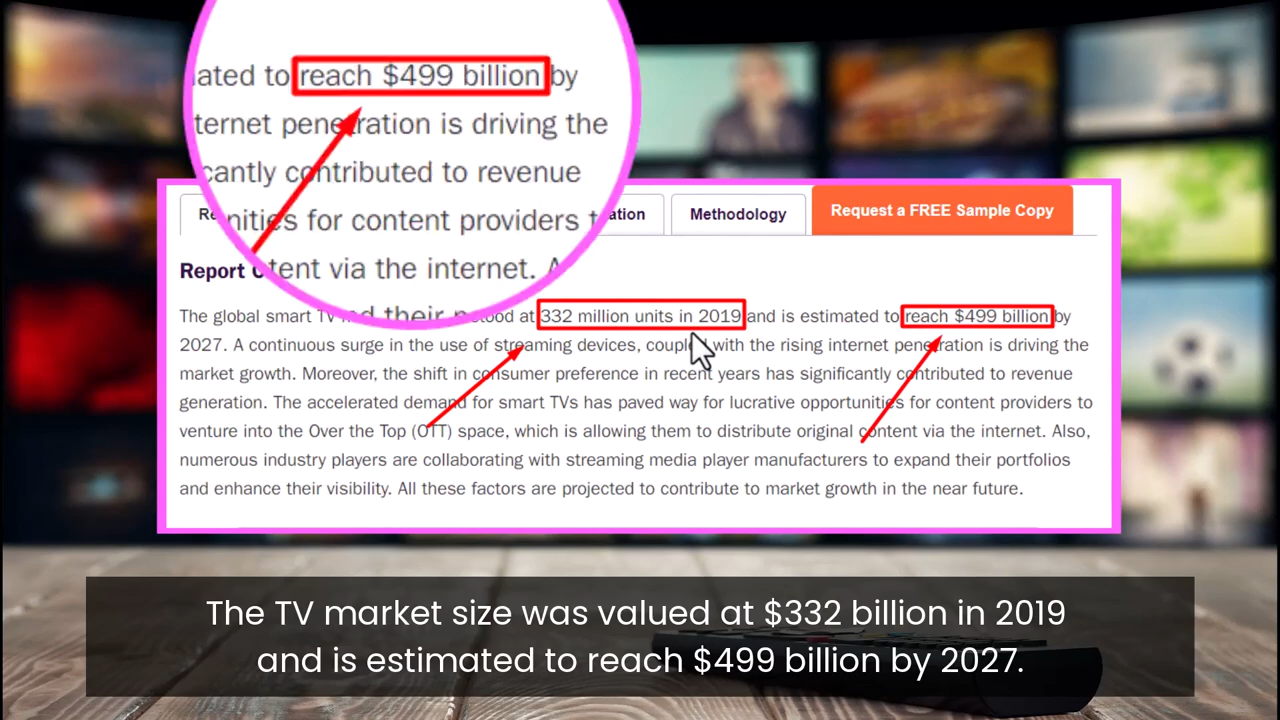 ated to reach $499 billion by
ternet penetration is driving the
cantly contributed to revenue
nities for content providers t
tent via the internet. A
d their
ation
Methodology
Request a FREE Sample Copy
Report
The global smart TV stood at 332 million units in 2019 and is estimated to reach $499 billion by
2027. A continuous surge in the use of streaming devices, coupled with the rising internet penetration is driving the
market growth. Moreover, the shift in consumer preference in recent years has significantly contributed to revenue
generation. The accelerated demand for smart TVs has paved way for lucrative opportunities for content providers to
venture into the Over the Top (OTT) space, which is allowing them to distribute original content via the internet. Also,
numerous industry players are collaborating with streaming media player manufacturers to expand their portfolios
and enhance their visibility. All these factors are projected to contribute to market growth in the near future.
The TV market size was valued at $332 billion in 2019
and is estimated to reach $499 billion by 2027.